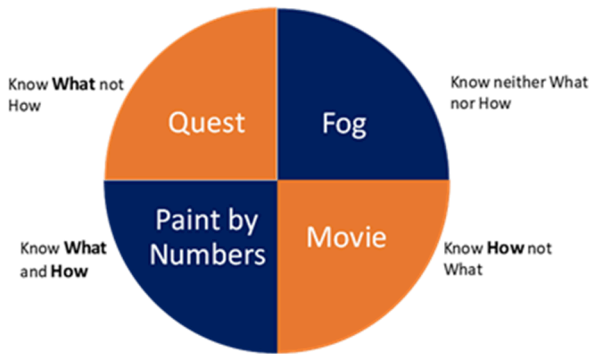 Know What not
How
Quest
Fog
Know neither What
nor How
Know What
and How
Paint by
Numbers
Movie
Know How not
What